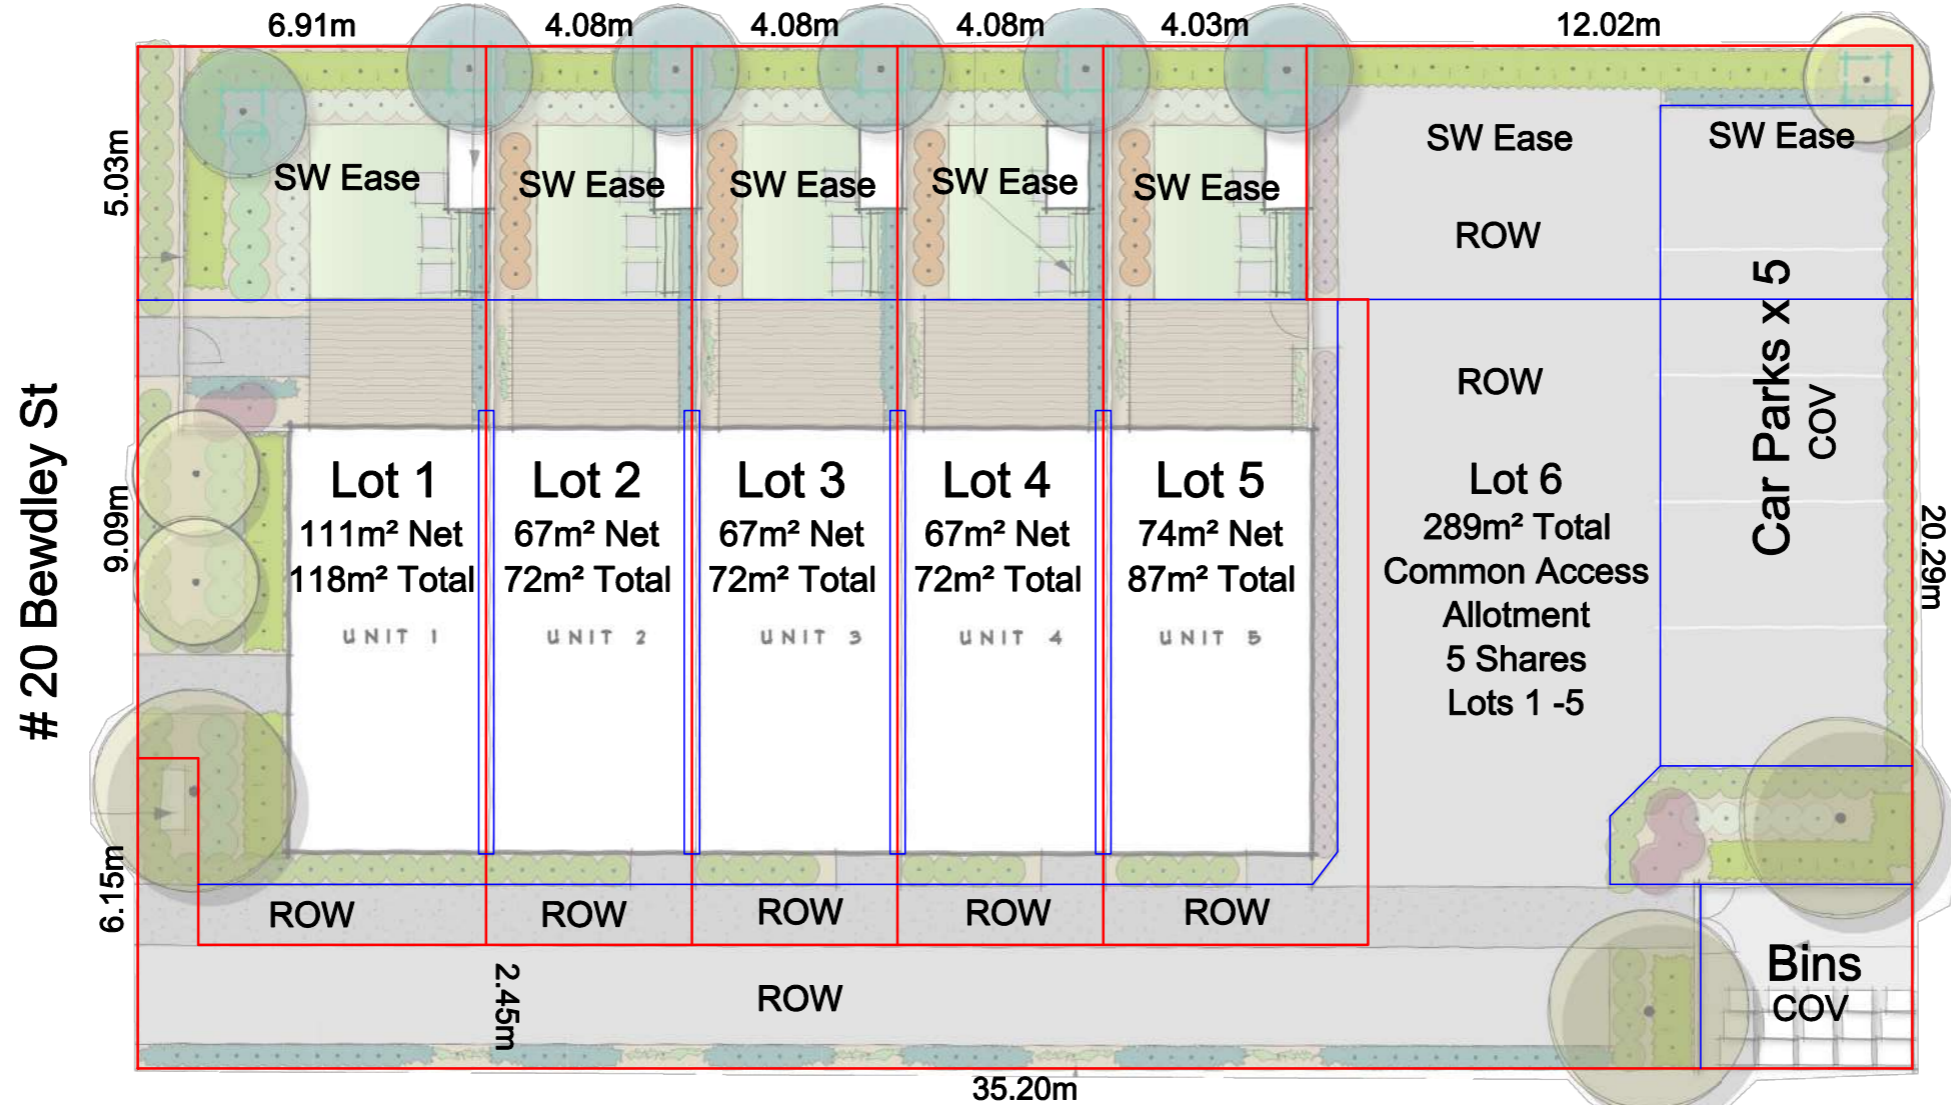 6.91m
4.08m
4.08m
4.08m
4.03m
12.02m
5.03m
SW Ease
SW Ease
SW Ease
SW Ease
SW Ease
SW Ease
SW Ease
ROW
ROW
Car Parks x 5
COV
# 20 Bewdley St
9.09m
Lot 1
111m² Net
118m² Total
UNIT 1
Lot 2
67m² Net
72m² Total
UNIT 2
Lot 3
67m² Net
72m² Total
UNIT 3
Lot 4
67m² Net
72m² Total
UNIT 4
Lot 5
74m² Net
87m² Total
UNIT 5
Lot 6
289m² Total
Common Access
Allotment
5 Shares
Lots 1 -5
20.29m
6.15m
ROW
ROW
ROW
ROW
ROW
2.45m
ROW
Bins
COV
35.20m